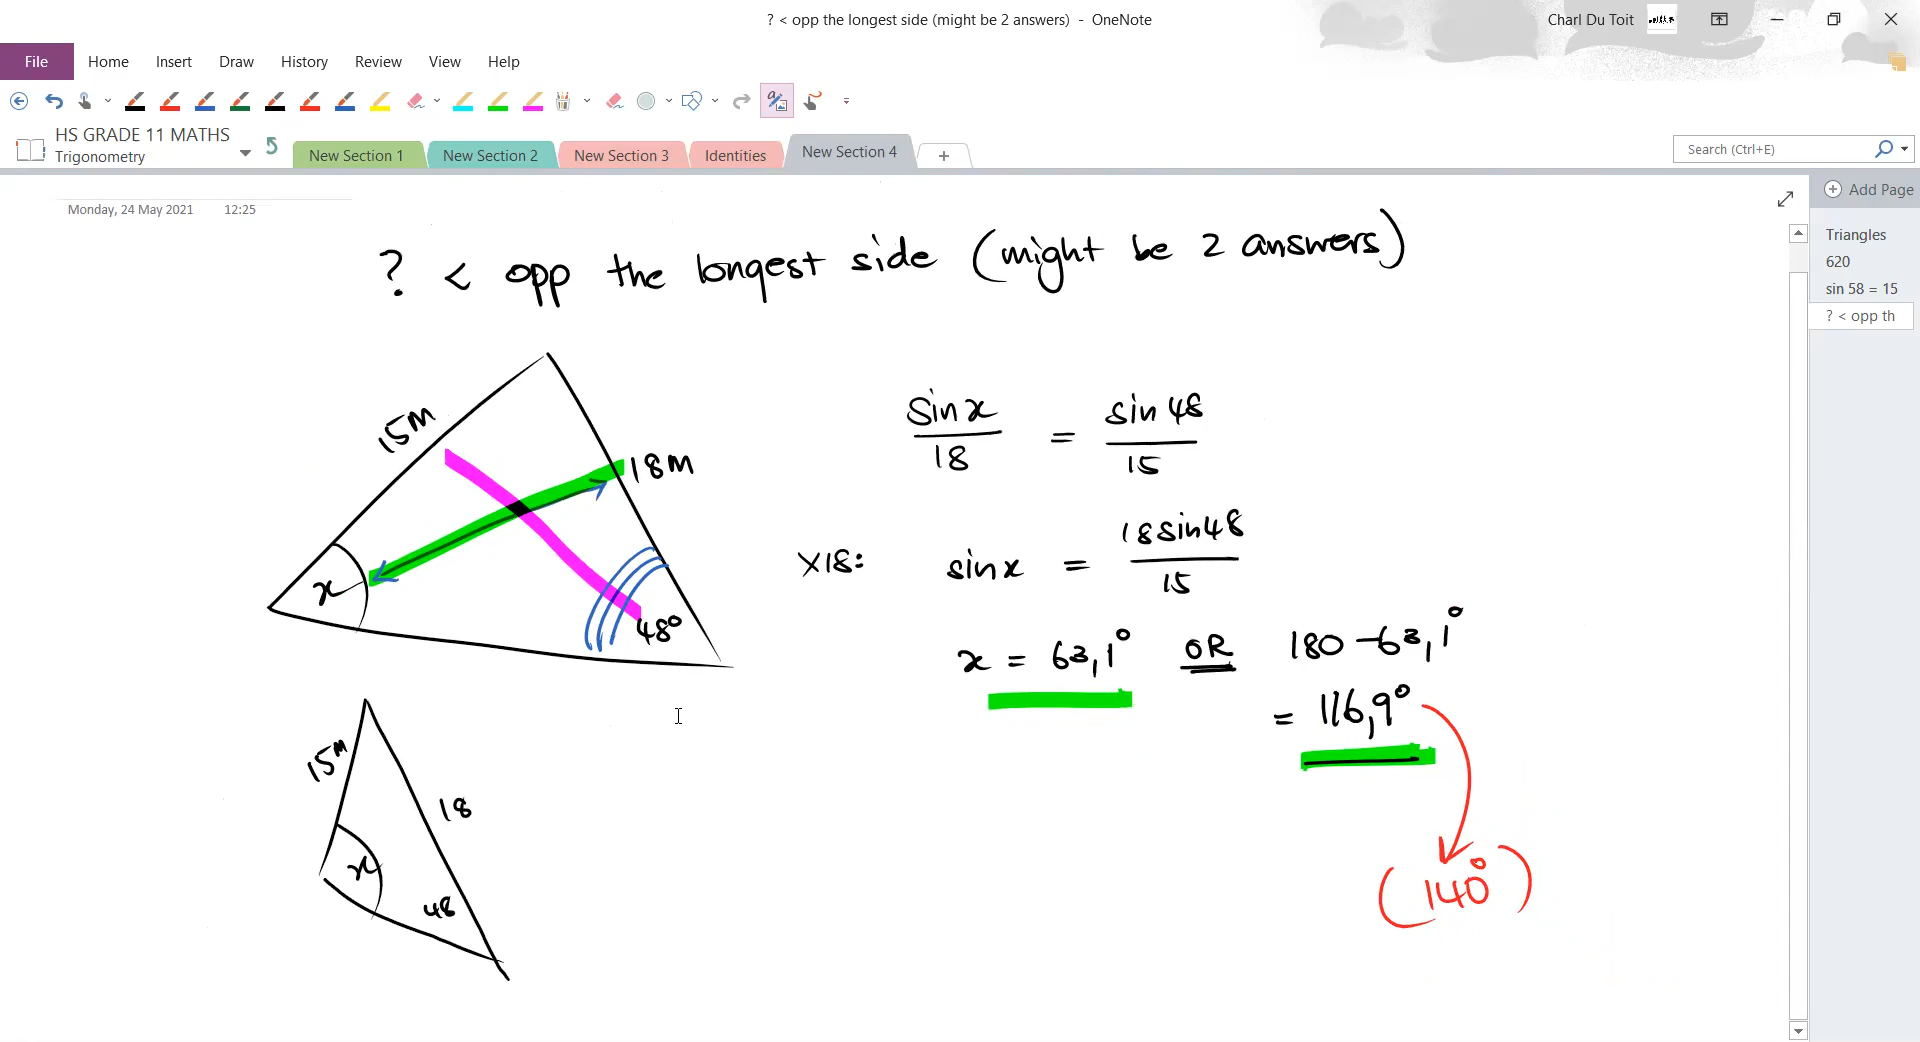 ? < opp the longest side (might be 2 answers) - OneNote
Charl Du Toit
File Home Insert Draw History Review View Help
HS GRADE 11 MATHS
Trigonometry
New Section 1
New Section 2
New Section 3
Identities
New Section 4
+
Search (Ctrl+E)
Add Page
Triangles
620
sin 58 = 15
? < opp th
Monday, 24 May 2021 12:25
? < opp the longest side (might be 2 answers)
15M
18M
x
48°
sin x / 18 = sin 48 / 15
×18: sin x = 18 sin 48 / 15
x = 63,1° OR 180 - 63,1°
= 116,9°
(140°)
15M
18
x
48